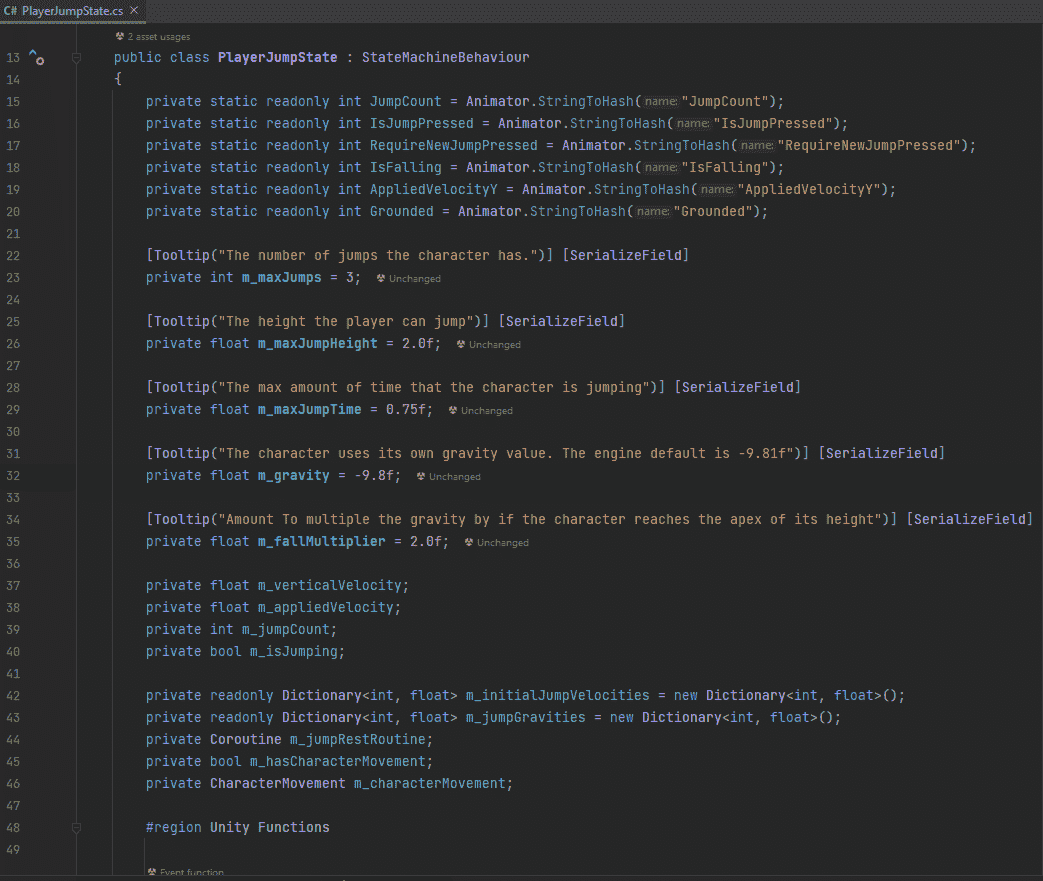 C# PlayerJumpState.cs ×
2 asset usages
13 public class PlayerJumpState : StateMachineBehaviour
14 {
15 private static readonly int JumpCount = Animator.StringToHash( name: "JumpCount");
16 private static readonly int IsJumpPressed = Animator.StringToHash( name: "IsJumpPressed");
17 private static readonly int RequireNewJumpPressed = Animator.StringToHash( name: "RequireNewJumpPressed");
18 private static readonly int IsFalling = Animator.StringToHash( name: "IsFalling");
19 private static readonly int AppliedVelocityY = Animator.StringToHash( name: "AppliedVelocityY");
20 private static readonly int Grounded = Animator.StringToHash( name: "Grounded");
21
22 [Tooltip("The number of jumps the character has.")] [SerializeField]
23 private int m_maxJumps = 3; Unchanged
24
25 [Tooltip("The height the player can jump")] [SerializeField]
26 private float m_maxJumpHeight = 2.0f; Unchanged
27
28 [Tooltip("The max amount of time that the character is jumping")] [SerializeField]
29 private float m_maxJumpTime = 0.75f; Unchanged
30
31 [Tooltip("The character uses its own gravity value. The engine default is -9.81f")] [SerializeField]
32 private float m_gravity = -9.8f; Unchanged
33
34 [Tooltip("Amount To multiple the gravity by if the character reaches the apex of its height")] [SerializeField]
35 private float m_fallMultiplier = 2.0f; Unchanged
36
37 private float m_verticalVelocity;
38 private float m_appliedVelocity;
39 private int m_jumpCount;
40 private bool m_isJumping;
41
42 private readonly Dictionary<int, float> m_initialJumpVelocities = new Dictionary<int, float>();
43 private readonly Dictionary<int, float> m_jumpGravities = new Dictionary<int, float>();
44 private Coroutine m_jumpRestRoutine;
45 private bool m_hasCharacterMovement;
46 private CharacterMovement m_characterMovement;
47
48 #region Unity Functions
49
Event function